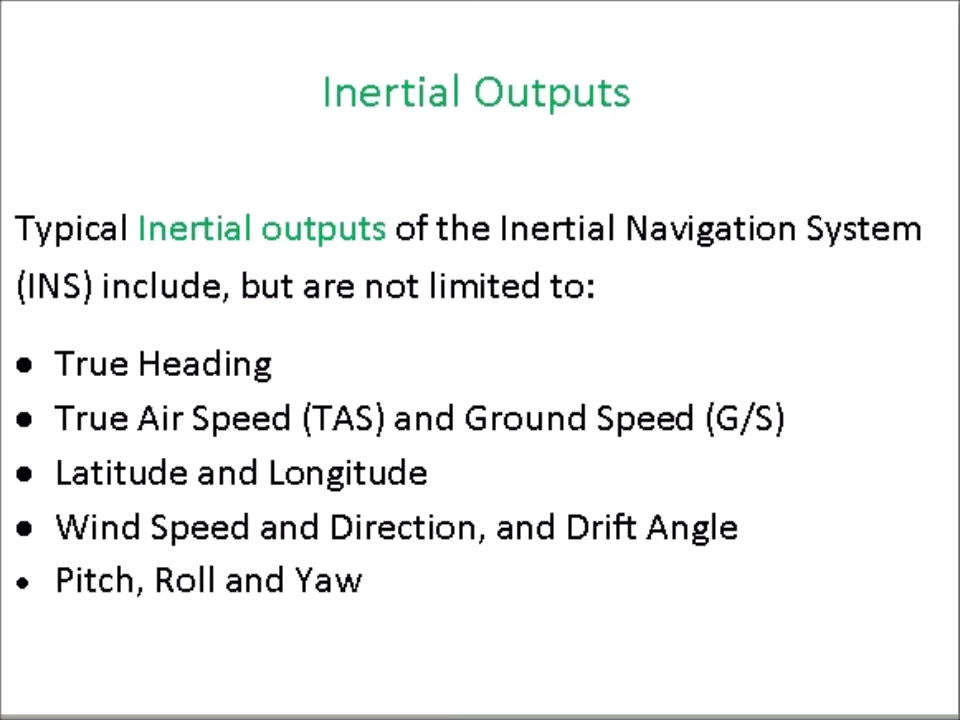 Inertial Outputs
Typical Inertial outputs of the Inertial Navigation System
(INS) include, but are not limited to:
• True Heading
• True Air Speed (TAS) and Ground Speed (G/S)
• Latitude and Longitude
• Wind Speed and Direction, and Drift Angle
• Pitch, Roll and Yaw